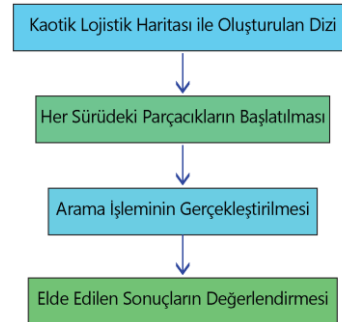 Kaotik Lojistik Haritası ile Oluşturulan Dizi
Her Sürüdeki Parçacıkların Başlatılması
Arama İşleminin Gerçekleştirilmesi
Elde Edilen Sonuçların Değerlendirmesi